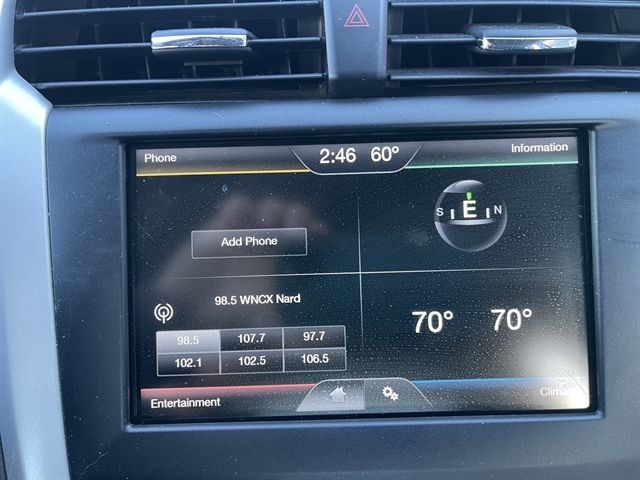 Phone
2:46 60°
Information
S E N
Add Phone
98.5 WNCX Nard
98.5 107.7 97.7
102.1 102.5 106.5
70° 70°
Entertainment